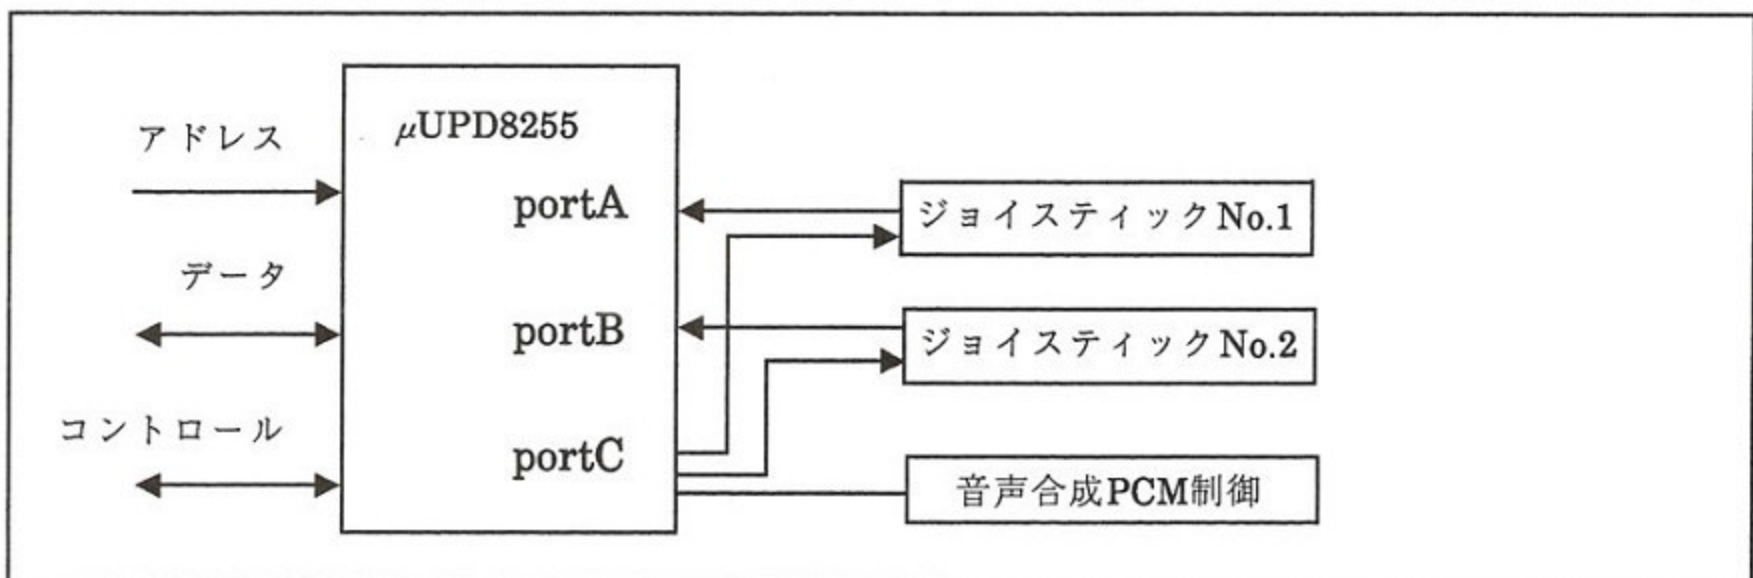 アドレス
データ
コントロール
μUPD8255
portA
portB
portC
ジョイスティックNo.1
ジョイスティックNo.2
音声合成PCM制御